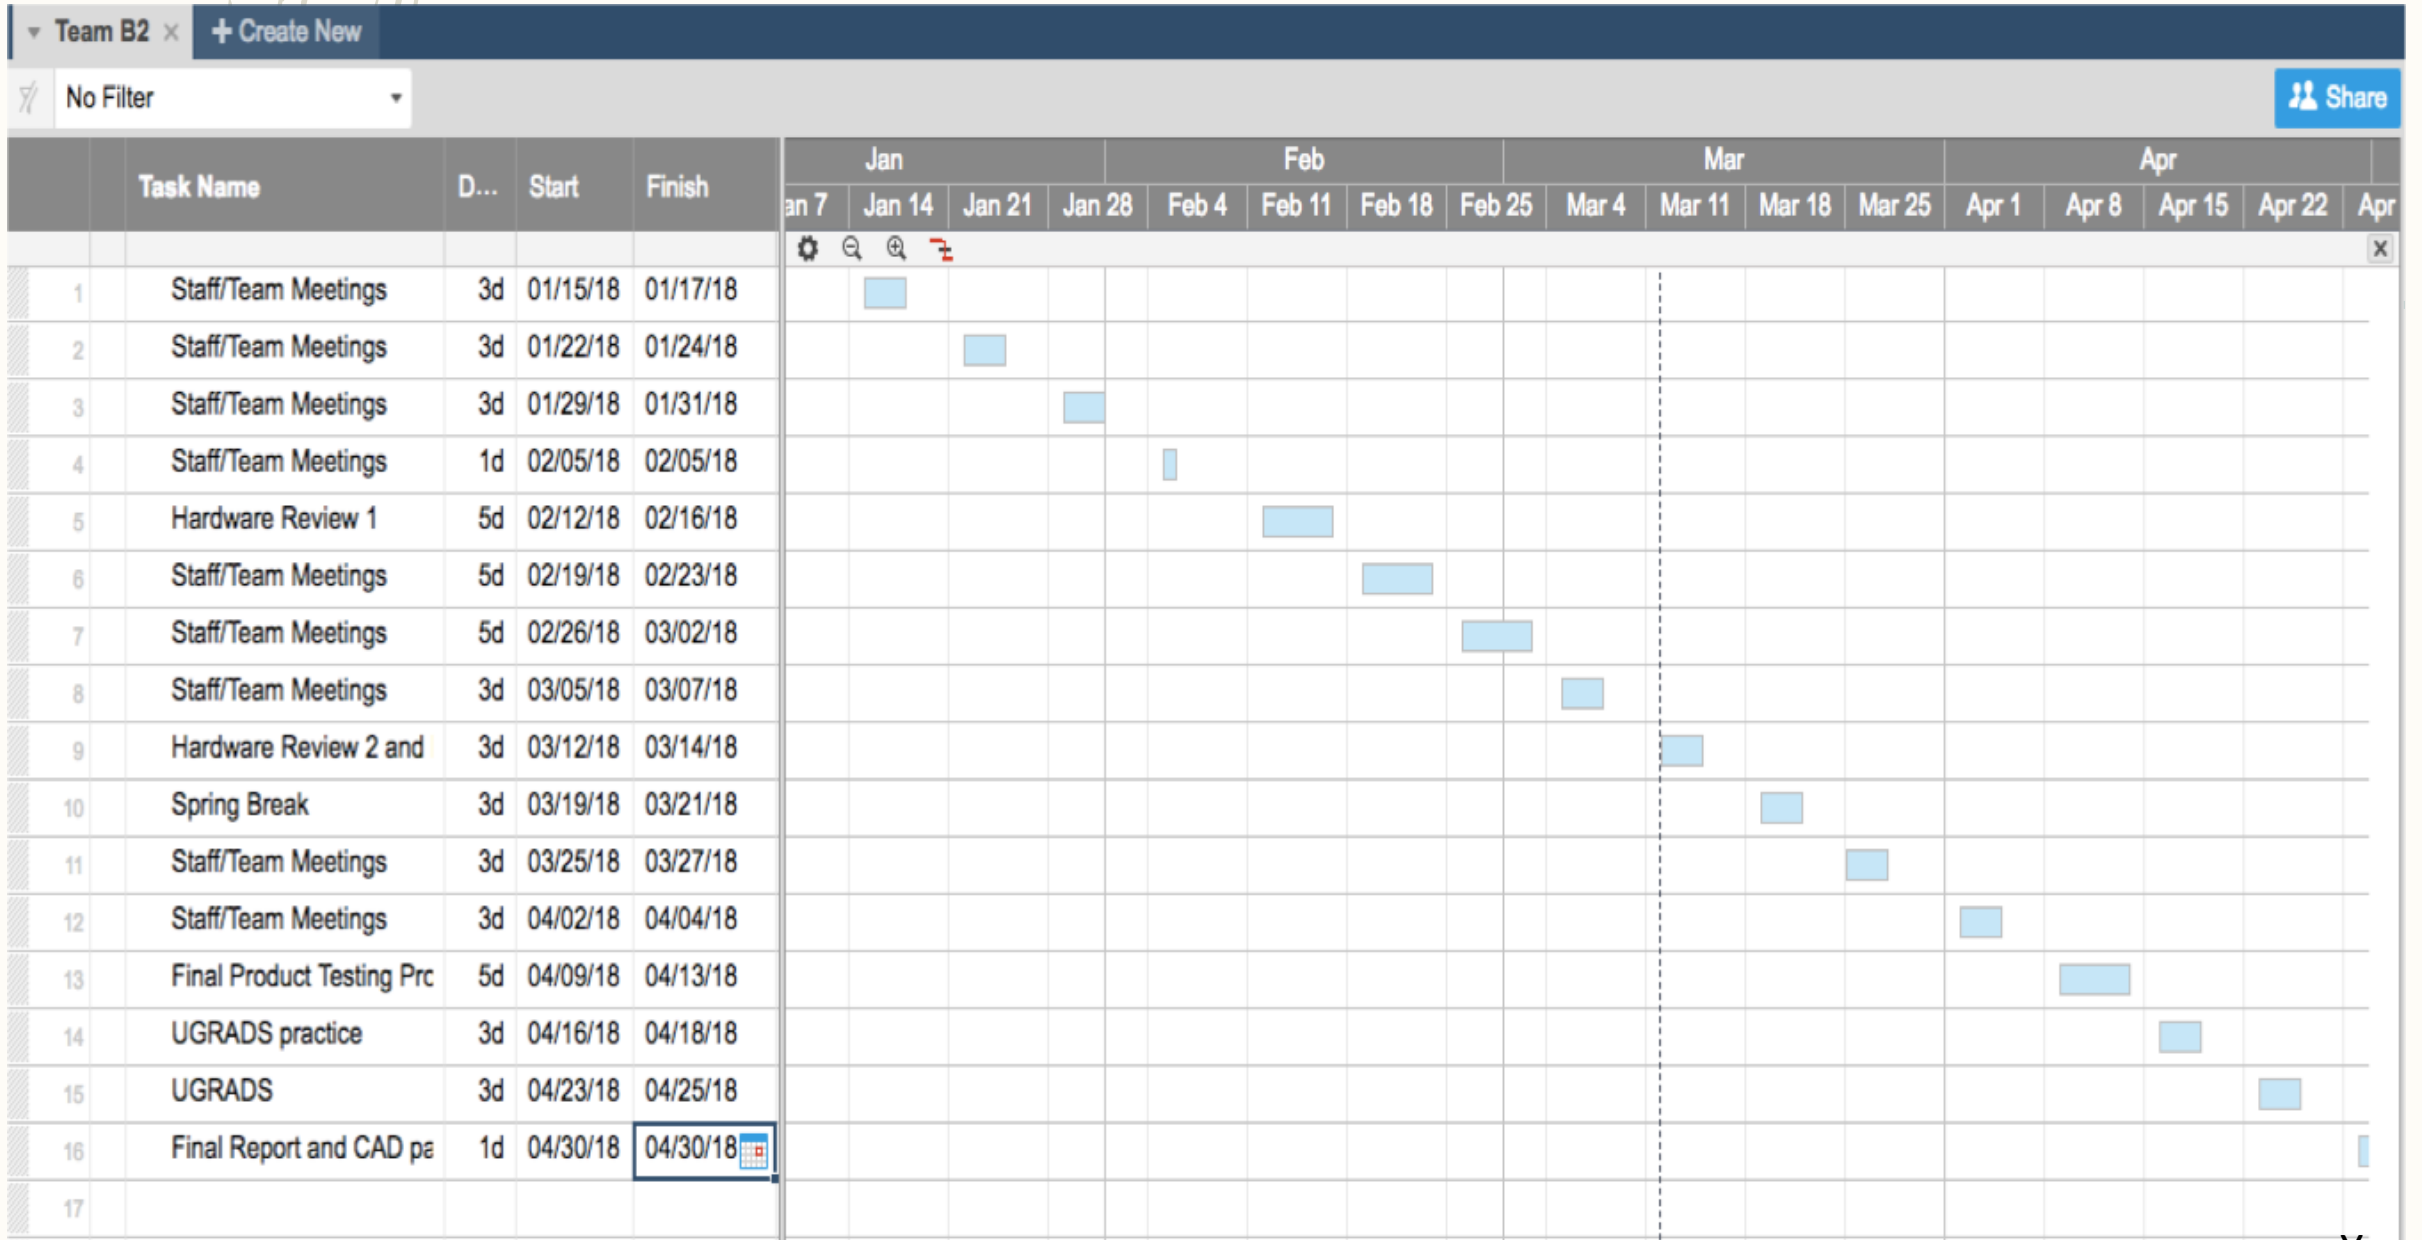 Team B2 × + Create New
No Filter
Share
Task Name D... Start Finish
Jan Feb Mar Apr
an 7 Jan 14 Jan 21 Jan 28 Feb 4 Feb 11 Feb 18 Feb 25 Mar 4 Mar 11 Mar 18 Mar 25 Apr 1 Apr 8 Apr 15 Apr 22 Apr
X
1 Staff/Team Meetings 3d 01/15/18 01/17/18
2 Staff/Team Meetings 3d 01/22/18 01/24/18
3 Staff/Team Meetings 3d 01/29/18 01/31/18
4 Staff/Team Meetings 1d 02/05/18 02/05/18
5 Hardware Review 1 5d 02/12/18 02/16/18
6 Staff/Team Meetings 5d 02/19/18 02/23/18
7 Staff/Team Meetings 5d 02/26/18 03/02/18
8 Staff/Team Meetings 3d 03/05/18 03/07/18
9 Hardware Review 2 and 3d 03/12/18 03/14/18
10 Spring Break 3d 03/19/18 03/21/18
11 Staff/Team Meetings 3d 03/25/18 03/27/18
12 Staff/Team Meetings 3d 04/02/18 04/04/18
13 Final Product Testing Prc 5d 04/09/18 04/13/18
14 UGRADS practice 3d 04/16/18 04/18/18
15 UGRADS 3d 04/23/18 04/25/18
16 Final Report and CAD pa 1d 04/30/18 04/30/18
17